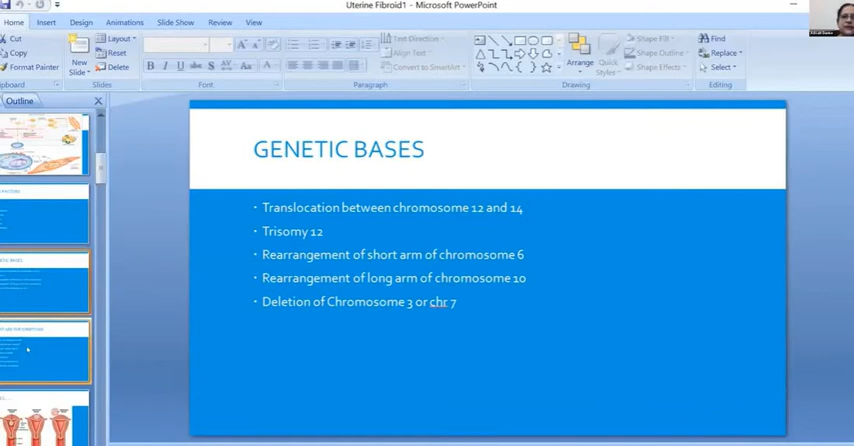 Uterine Fibroid1 - Microsoft PowerPoint
Home Insert Design Animations Slide Show Review View
Cut
Copy
Format Painter
Clipboard
New
Slide
Layout
Reset
Delete
Slides
Font
Text Direction
Align Text
Convert to SmartArt
Paragraph
Arrange
Quick
Styles
Shape Fill
Shape Outline
Shape Effects
Drawing
Find
Replace
Select
Editing
Outline
GENETIC BASES
• Translocation between chromosome 12 and 14
• Trisomy 12
• Rearrangement of short arm of chromosome 6
• Rearrangement of long arm of chromosome 10
• Deletion of Chromosome 3 or chr 7